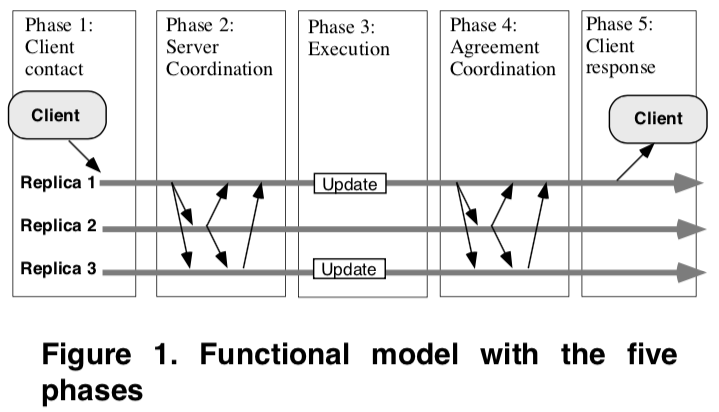 Phase 1:
Client
contact
Phase 2:
Server
Coordination
Phase 3:
Execution
Phase 4:
Agreement
Coordination
Phase 5:
Client
response
Client
Client
Replica 1
Update
Replica 2
Replica 3
Update
Figure 1. Functional model with the five
phases